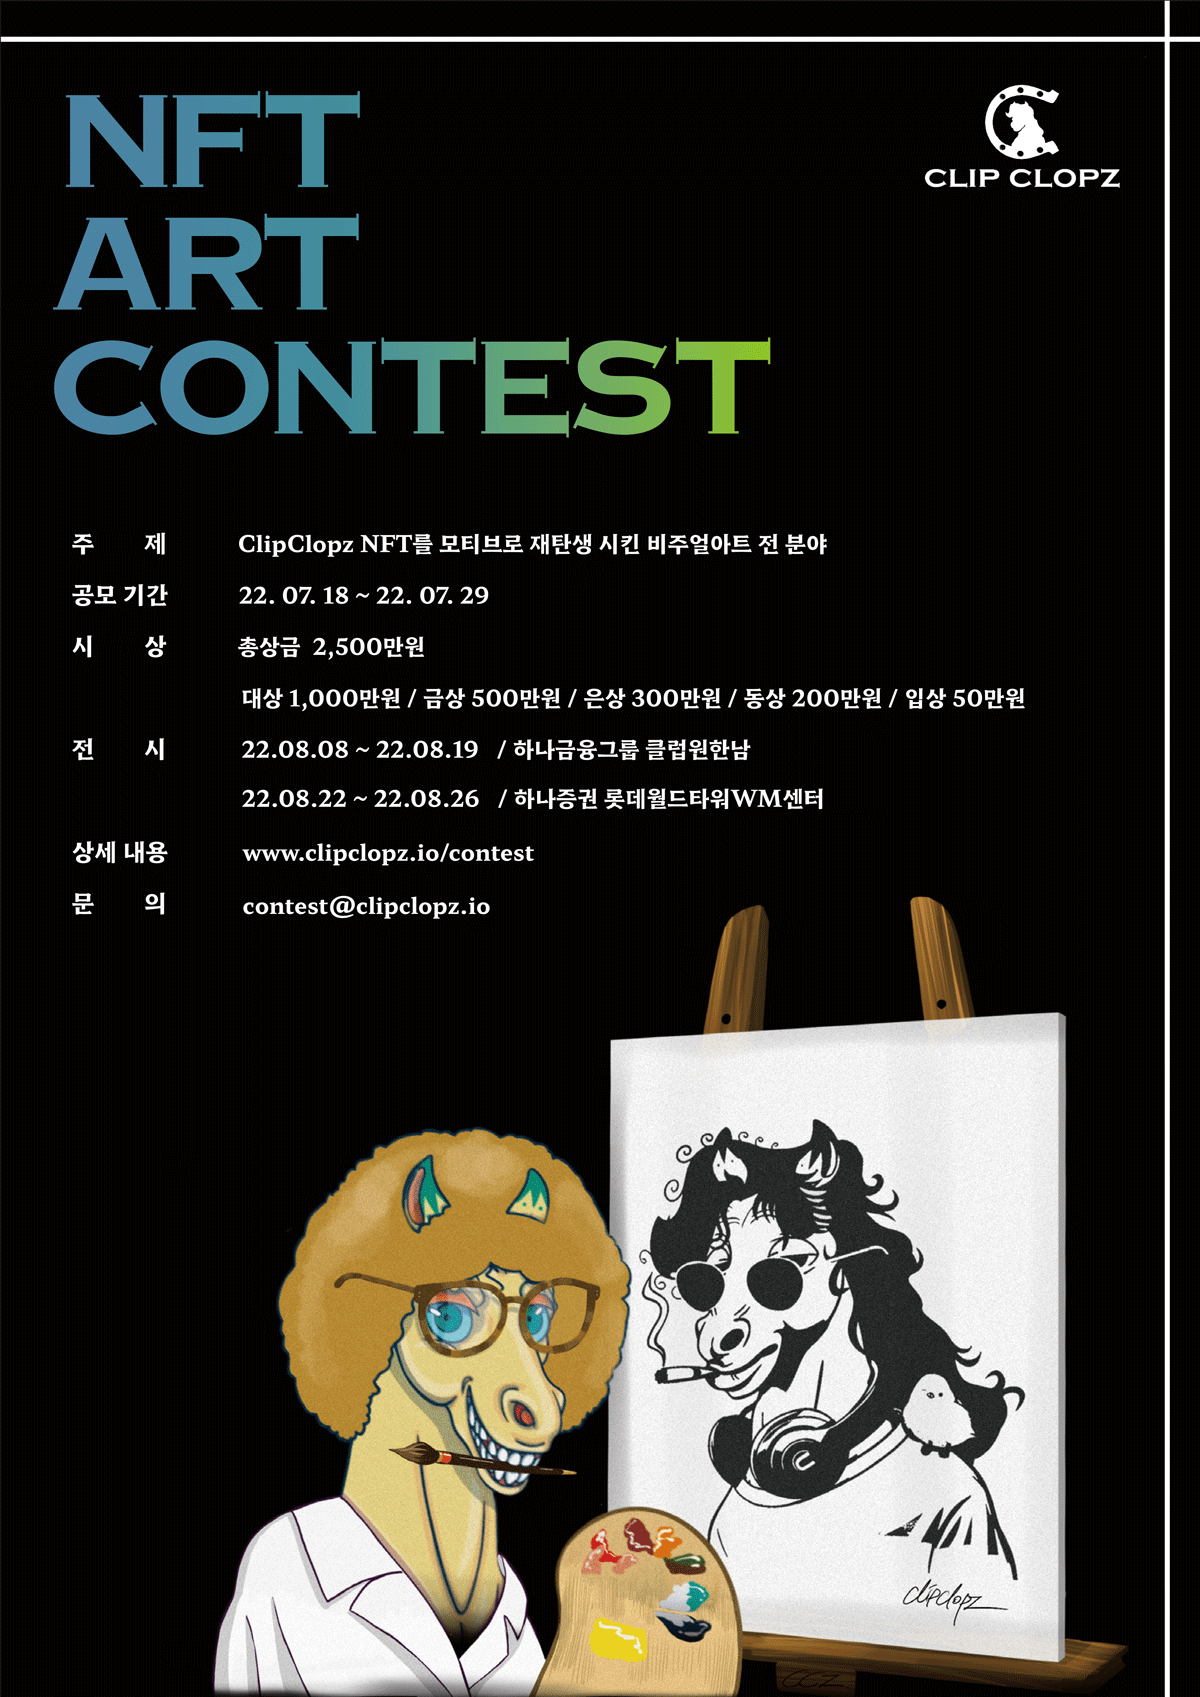 NFT
ART
CONTEST
CLIP CLOPZ
주 제 ClipClopz NFT를 모티브로 재탄생 시킨 비주얼아트 전 분야
공모 기간 22. 07. 18 ~ 22. 07. 29
시 상 총상금 2,500만원
대상 1,000만원 / 금상 500만원 / 은상 300만원 / 동상 200만원 / 입상 50만원
전 시 22.08.08 ~ 22.08.19 / 하나금융그룹 클럽원한남
22.08.22 ~ 22.08.26 / 하나증권 롯데월드타워WM센터
상세 내용 www.clipclopz.io/contest
문 의 contest@clipclopz.io
clipclopz
CCZ